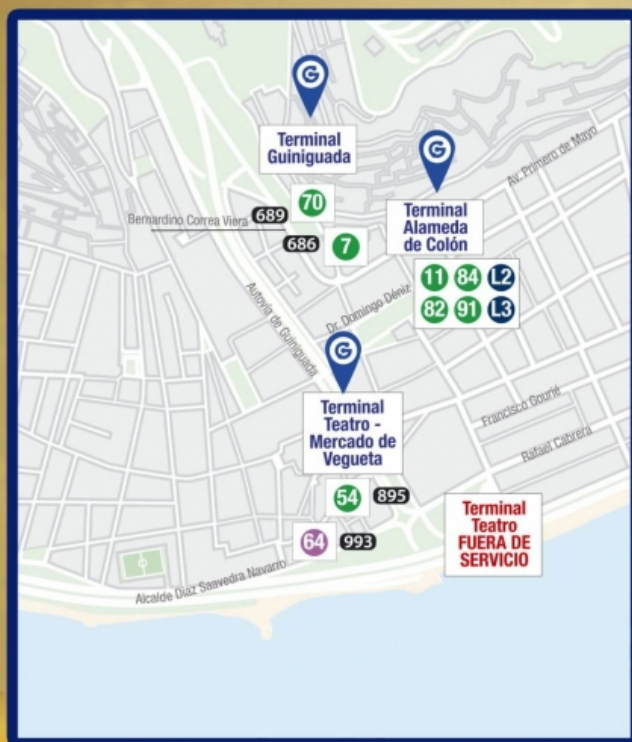 G
Terminal
Guiniguada
G
Terminal
Alameda
de Colón
Av. Primero de Mayo
70
689
Bernardino Correa Viera
686
7
11 84 L2
82 91 L3
Dr. Domingo Déniz
Autovía de Guiniguada
G
Terminal
Teatro -
Mercado de
Vegueta
Francisco Gourié
Rafael Cabrera
54 895
64 993
Terminal
Teatro
FUERA DE
SERVICIO
Alcalde Díaz Saavedra Navarro